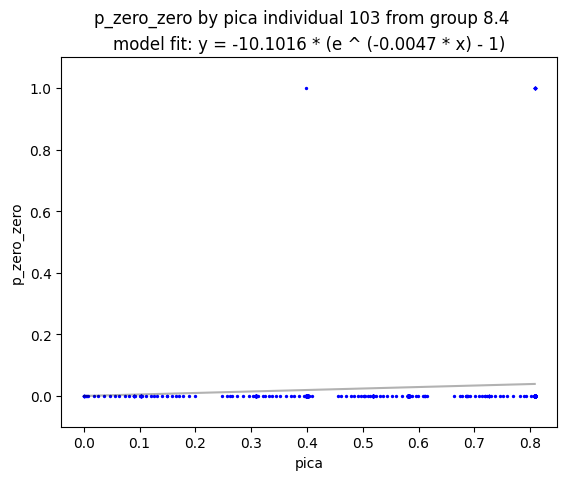 p_zero_zero by pica individual 103 from group 8.4
model fit: y = -10.1016 * (e ^ (-0.0047 * x) - 1)
1.0
0.8
0.6
0.4
0.2
0.0
p_zero_zero
0.0 0.1 0.2 0.3 0.4 0.5 0.6 0.7 0.8
pica